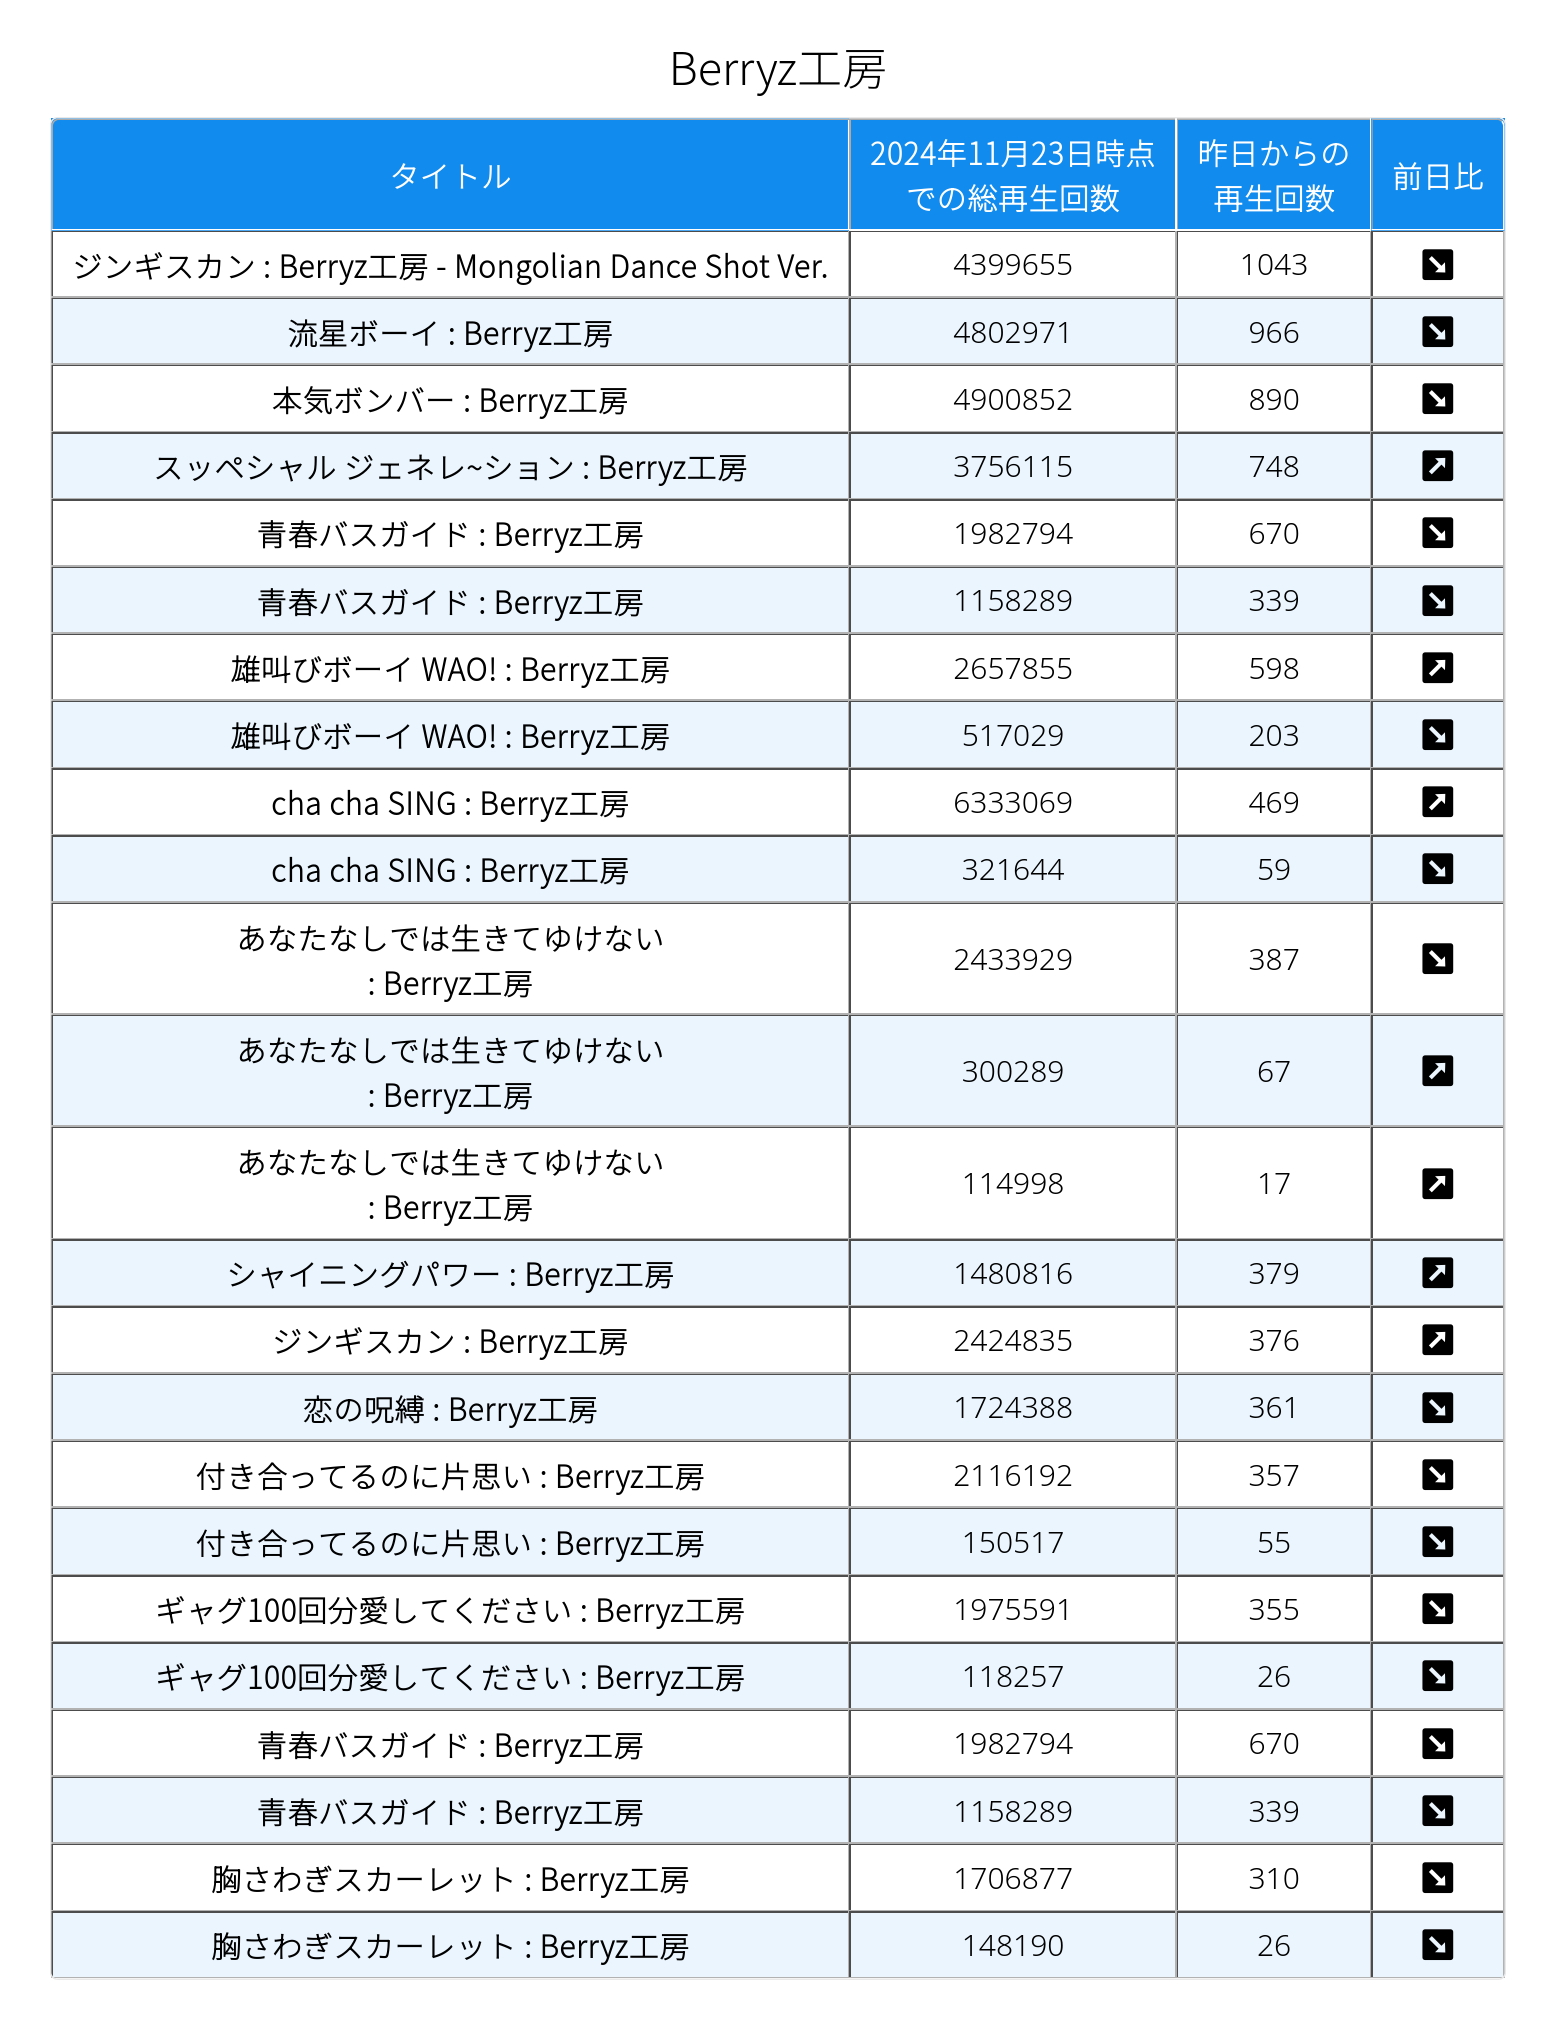 Berryz工房
タイトル
2024年11月23日時点
での総再生回数
昨日からの
再生回数
前日比
ジンギスカン : Berryz工房 - Mongolian Dance Shot Ver. 4399655 1043 ↘
流星ボーイ : Berryz工房 4802971 966 ↘
本気ボンバー : Berryz工房 4900852 890 ↘
スッペシャル ジェネレ~ション : Berryz工房 3756115 748 ↗
青春バスガイド : Berryz工房 1982794 670 ↘
青春バスガイド : Berryz工房 1158289 339 ↘
雄叫びボーイ WAO! : Berryz工房 2657855 598 ↗
雄叫びボーイ WAO! : Berryz工房 517029 203 ↘
cha cha SING : Berryz工房 6333069 469 ↗
cha cha SING : Berryz工房 321644 59 ↘
あなたなしでは生きてゆけない
: Berryz工房 2433929 387 ↘
あなたなしでは生きてゆけない
: Berryz工房 300289 67 ↗
あなたなしでは生きてゆけない
: Berryz工房 114998 17 ↗
シャイニングパワー : Berryz工房 1480816 379 ↗
ジンギスカン : Berryz工房 2424835 376 ↗
恋の呪縛 : Berryz工房 1724388 361 ↘
付き合ってるのに片思い : Berryz工房 2116192 357 ↘
付き合ってるのに片思い : Berryz工房 150517 55 ↘
ギャグ100回分愛してください : Berryz工房 1975591 355 ↘
ギャグ100回分愛してください : Berryz工房 118257 26 ↘
青春バスガイド : Berryz工房 1982794 670 ↘
青春バスガイド : Berryz工房 1158289 339 ↘
胸さわぎスカーレット : Berryz工房 1706877 310 ↘
胸さわぎスカーレット : Berryz工房 148190 26 ↘